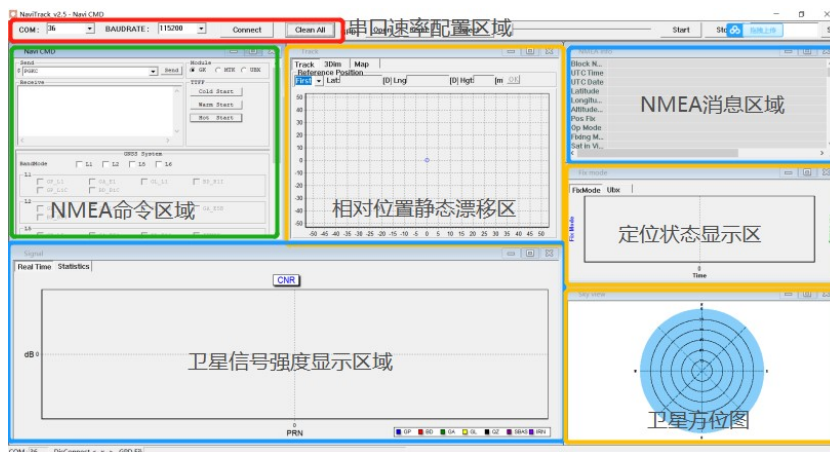 NaviTrack v2.5 - Navi CMD
COM: 36 BAUDRATE: 115200 Connect Clean All 串口速率配置区域 Start
Navi CMD
Send
$ Send
Module
GK MTK UBX
Receive
TTFF
Cold Start
Warm Start
Hot Start
GNSS System
BandMode L1 L2 L5 L6
L1
L2
L5
NMEA命令区域
Track
Track 3Dim Map
Reference Position
First Lat: [D] Lng: [D] Hgt: [m OK
50
40
30
20
10
0
-10
-20
-30
-40
-50
-50 -45 -40 -35 -30 -25 -20 -15 -10 -5 0 5 10 15 20 25 30 35 40 45 50
相对位置静态漂移区
NMEA Info
Block N...
UTC Time
UTC Date
Latitude
Longitu...
Altitude...
Pos Fix
Op Mode
Fixing M...
Sat in Vi...
NMEA消息区域
Fix mode
FixMode Ubx
Fix Mode
定位状态显示区
0
Time
Signal
Real Time Statistics
CNR
dB 0
卫星信号强度显示区域
0
PRN
GP BD GA GL QZ SBAS IRN
Sky view
卫星方位图